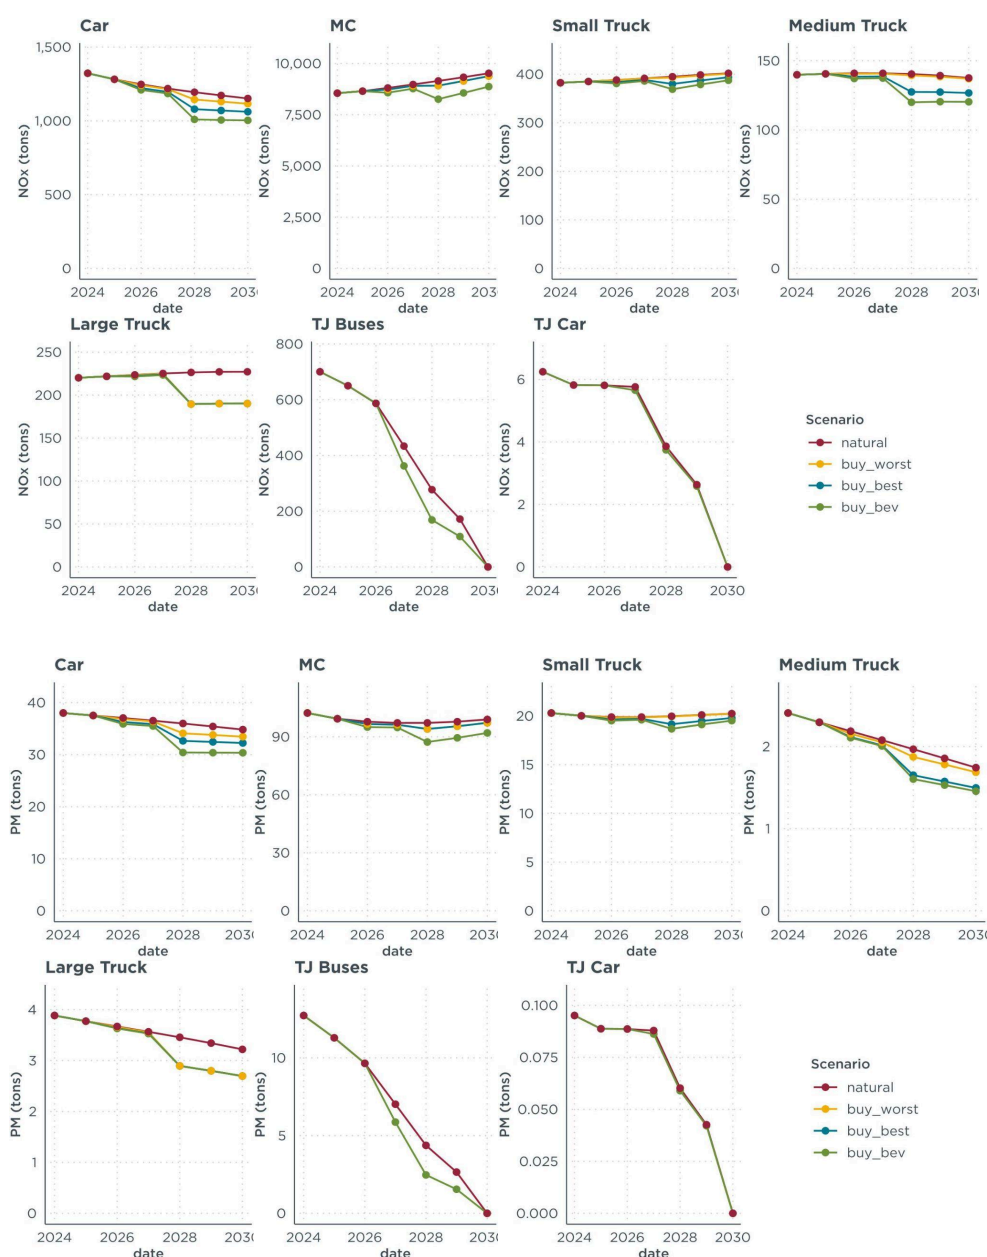 Car
MC
Small Truck
Medium Truck
NOx (tons)
1,500
1,000
500
0
2024 2026 2028 2030
date
NOx (tons)
10,000
7,500
5,000
2,500
0
2024 2026 2028 2030
date
NOx (tons)
400
300
200
100
0
2024 2026 2028 2030
date
NOx (tons)
150
100
50
0
2024 2026 2028 2030
date
Large Truck
TJ Buses
TJ Car
NOx (tons)
250
200
150
100
50
0
2024 2026 2028 2030
date
NOx (tons)
800
600
400
200
0
2024 2026 2028 2030
date
NOx (tons)
6
4
2
0
2024 2026 2028 2030
date
Scenario
natural
buy_worst
buy_best
buy_bev
Car
MC
Small Truck
Medium Truck
PM (tons)
40
30
20
10
0
2024 2026 2028 2030
date
PM (tons)
90
60
30
0
2024 2026 2028 2030
date
PM (tons)
20
15
10
5
0
2024 2026 2028 2030
date
PM (tons)
2
1
0
2024 2026 2028 2030
date
Large Truck
TJ Buses
TJ Car
PM (tons)
4
3
2
1
0
2024 2026 2028 2030
date
PM (tons)
10
5
0
2024 2026 2028 2030
date
PM (tons)
0.100
0.075
0.050
0.025
0.000
2024 2026 2028 2030
date
Scenario
natural
buy_worst
buy_best
buy_bev